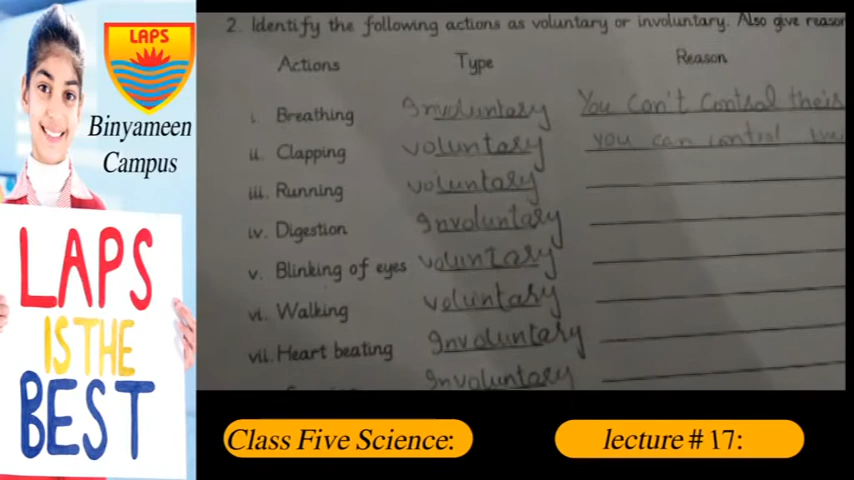 LAPS
Binyameen
Campus
LAPS
IS THE
BEST
2. Identify the following actions as voluntary or involuntary. Also give reason
Actions Type Reason
i. Breathing Involuntary You can't control their
ii. Clapping voluntary you can control
iii. Running voluntary
iv. Digestion Involuntary
v. Blinking of eyes voluntary
vi. Walking voluntary
vii. Heart beating Involuntary
Involuntary
Class Five Science:
lecture # 17: